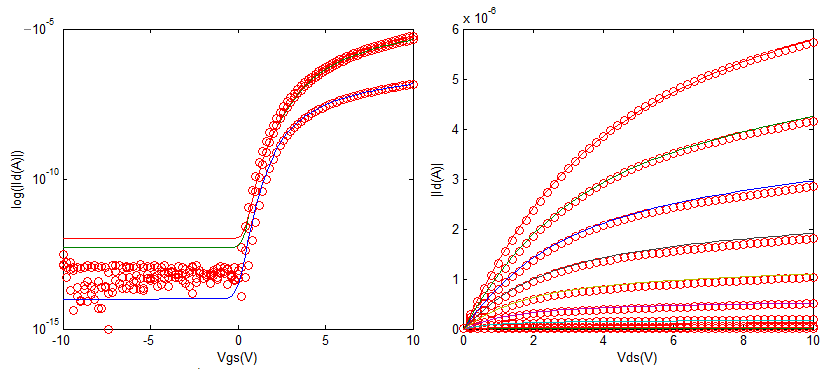 −10^-5
10^-10
10^-15
log(|Id(A)|)
-10 -5 0 5 10
Vgs(V)
x 10^-6
6
5
4
3
2
1
0
|Id(A)|
0 2 4 6 8 10
Vds(V)